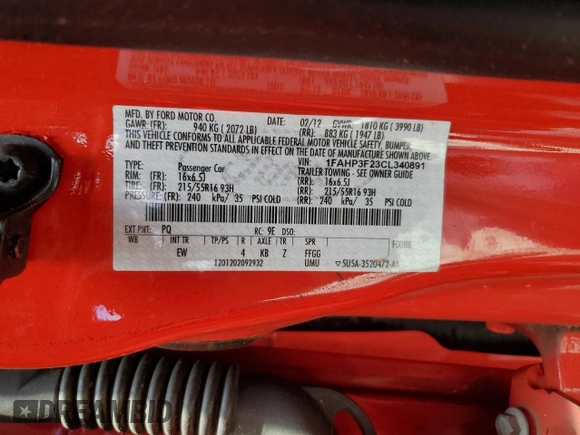 MFD. BY FORD MOTOR CO. 02/12 GVWR: 1810 KG ( 3990 LB)
GAWR: (FR): 940 KG ( 2072 LB) (RR): 883 KG ( 1947 LB)
THIS VEHICLE CONFORMS TO ALL APPLICABLE FEDERAL MOTOR VEHICLE SAFETY, BUMPER,
AND THEFT PREVENTION STANDARDS IN EFFECT ON THE DATE OF MANUFACTURE SHOWN ABOVE.
VIN: 1FAHP3F23CL340891
TYPE: Passenger Car TRAILER TOWING - SEE OWNER GUIDE
RIM: (FR): 16x6.5J (RR): 16x6.5J
TIRE: (FR): 215/55R16 93H (RR): 215/55R16 93H
PRESSURE: (FR): 240 kPa/ 35 PSI COLD (RR): 240 kPa/ 35 PSI COLD
EXT PNT: PQ RC: 9E DSO: F0088
WB INT TR TP/PS R AXLE TR SPR
EW 4 KB Z FFGG
1201202092932 UMU ▽5U5A-3520472-AA
DREAMBID